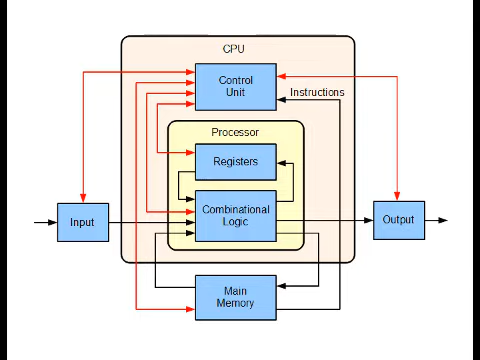 CPU
Control
Unit
Instructions
Processor
Registers
Combinational
Logic
Input
Output
Main
Memory